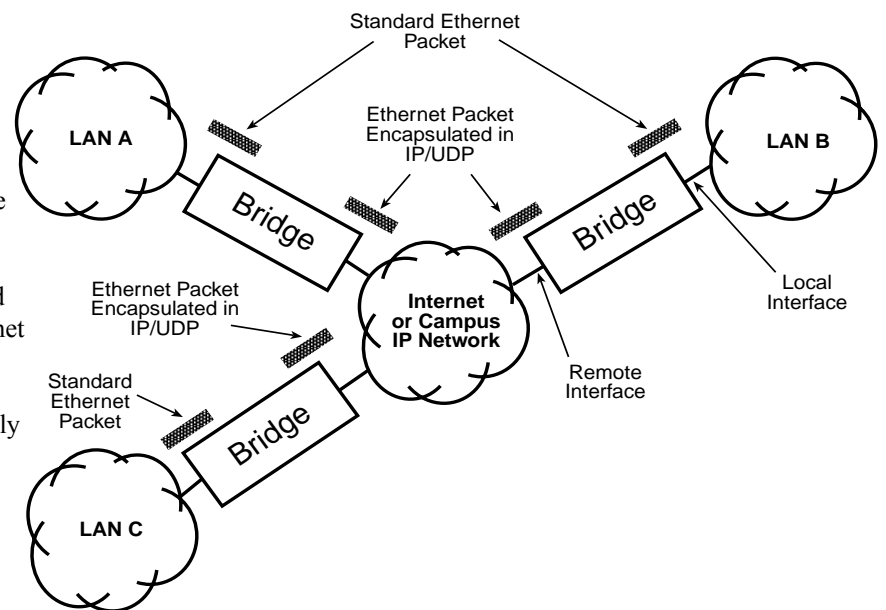 Standard Ethernet
Packet
LAN A
Ethernet Packet
Encapsulated in
IP/UDP
LAN B
Bridge
Bridge
Ethernet Packet
Encapsulated in
IP/UDP
Internet
or Campus
IP Network
Local
Interface
Remote
Interface
Standard
Ethernet
Packet
Bridge
LAN C
ly